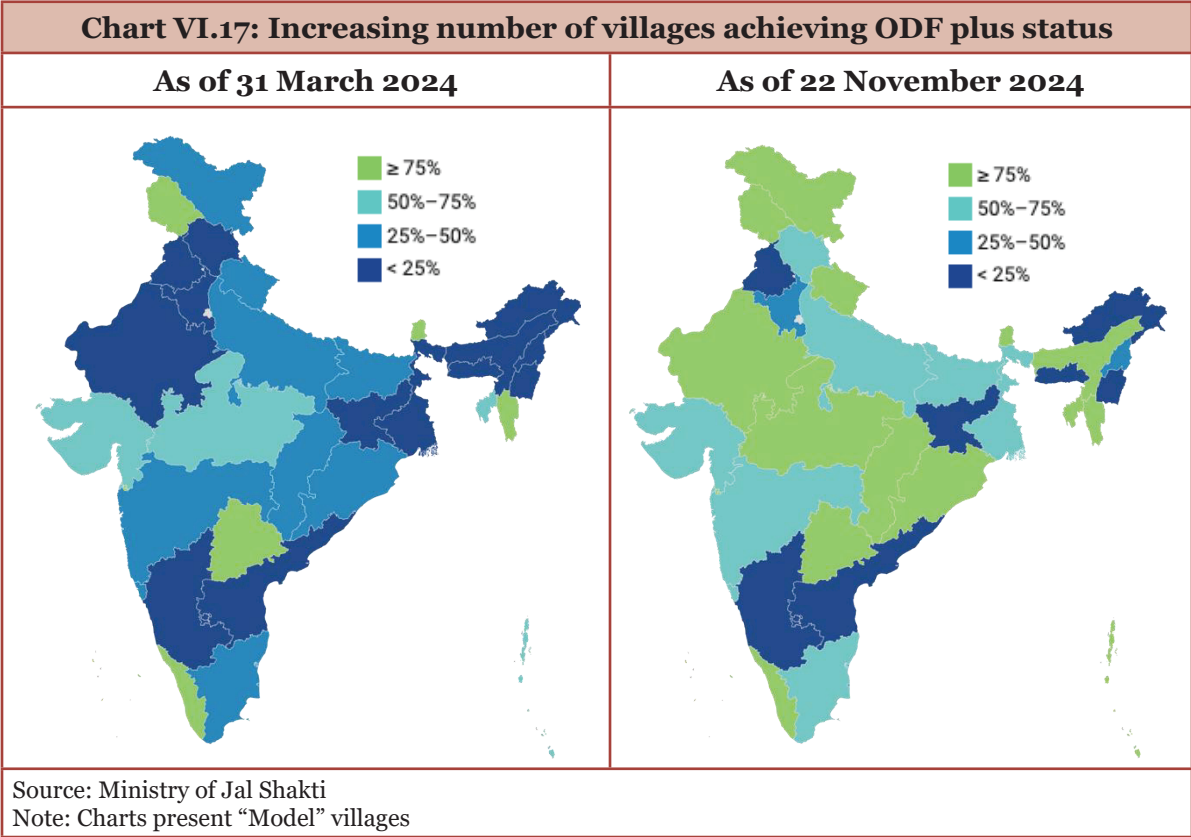 Chart VI.17: Increasing number of villages achieving ODF plus status
As of 31 March 2024
As of 22 November 2024
≥ 75%
50%–75%
25%–50%
< 25%
≥ 75%
50%–75%
25%–50%
< 25%
Source: Ministry of Jal Shakti
Note: Charts present “Model” villages